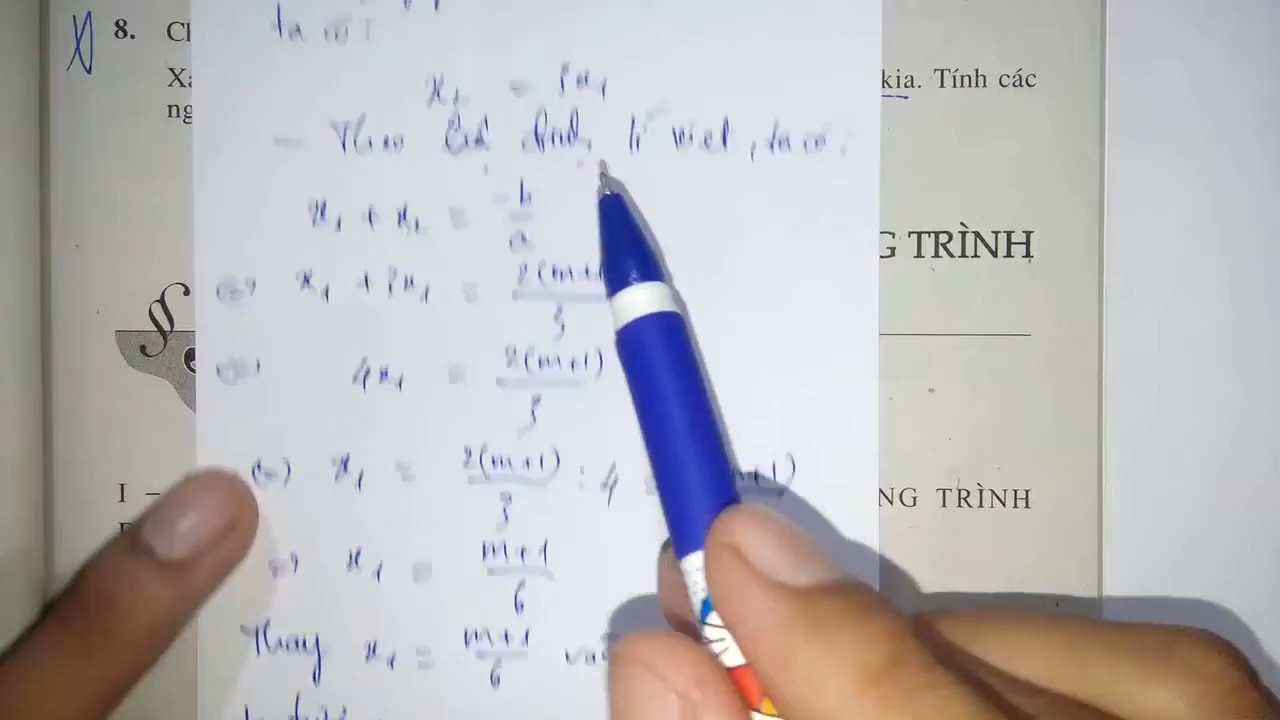 8.
ta có:
x₂ = 3x₁
kia. Tính các
ng
– Theo hệ định lí viet, ta có:
x₁ + x₂ = -b/a
G TRÌNH
(=) x₁ + 3x₁ = 2(m+1/3
(=) 4x₁ = 2(m+1)/3
(=) x₁ = 2(m+1)/3 : 4
I –
NG TRÌNH
=> x₁ = m+1/6
Thay x₁ = m+1/6